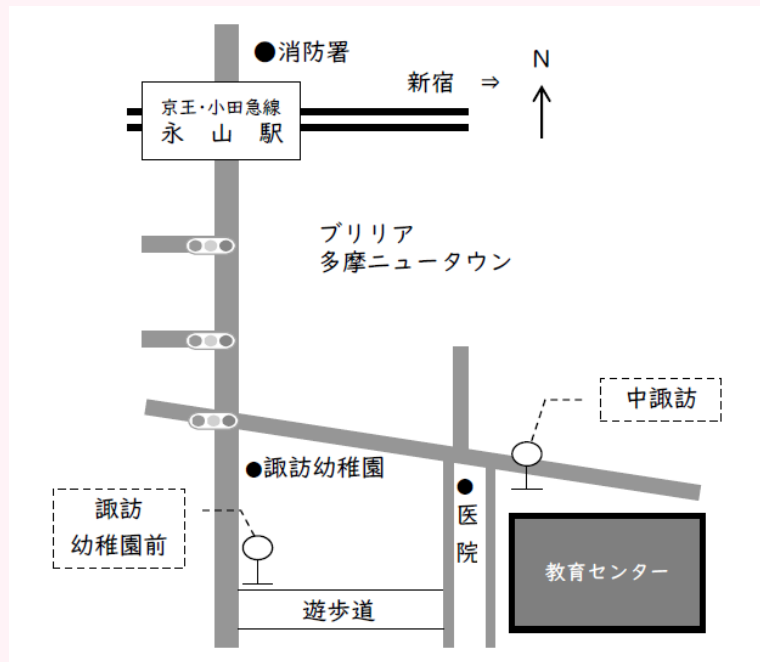 ●消防署
N
新宿 ⇒
京王・小田急線
永山駅
ブリリア
多摩ニュータウン
中諏訪
●諏訪幼稚園
諏訪
幼稚園前
●医院
教育センター
遊歩道